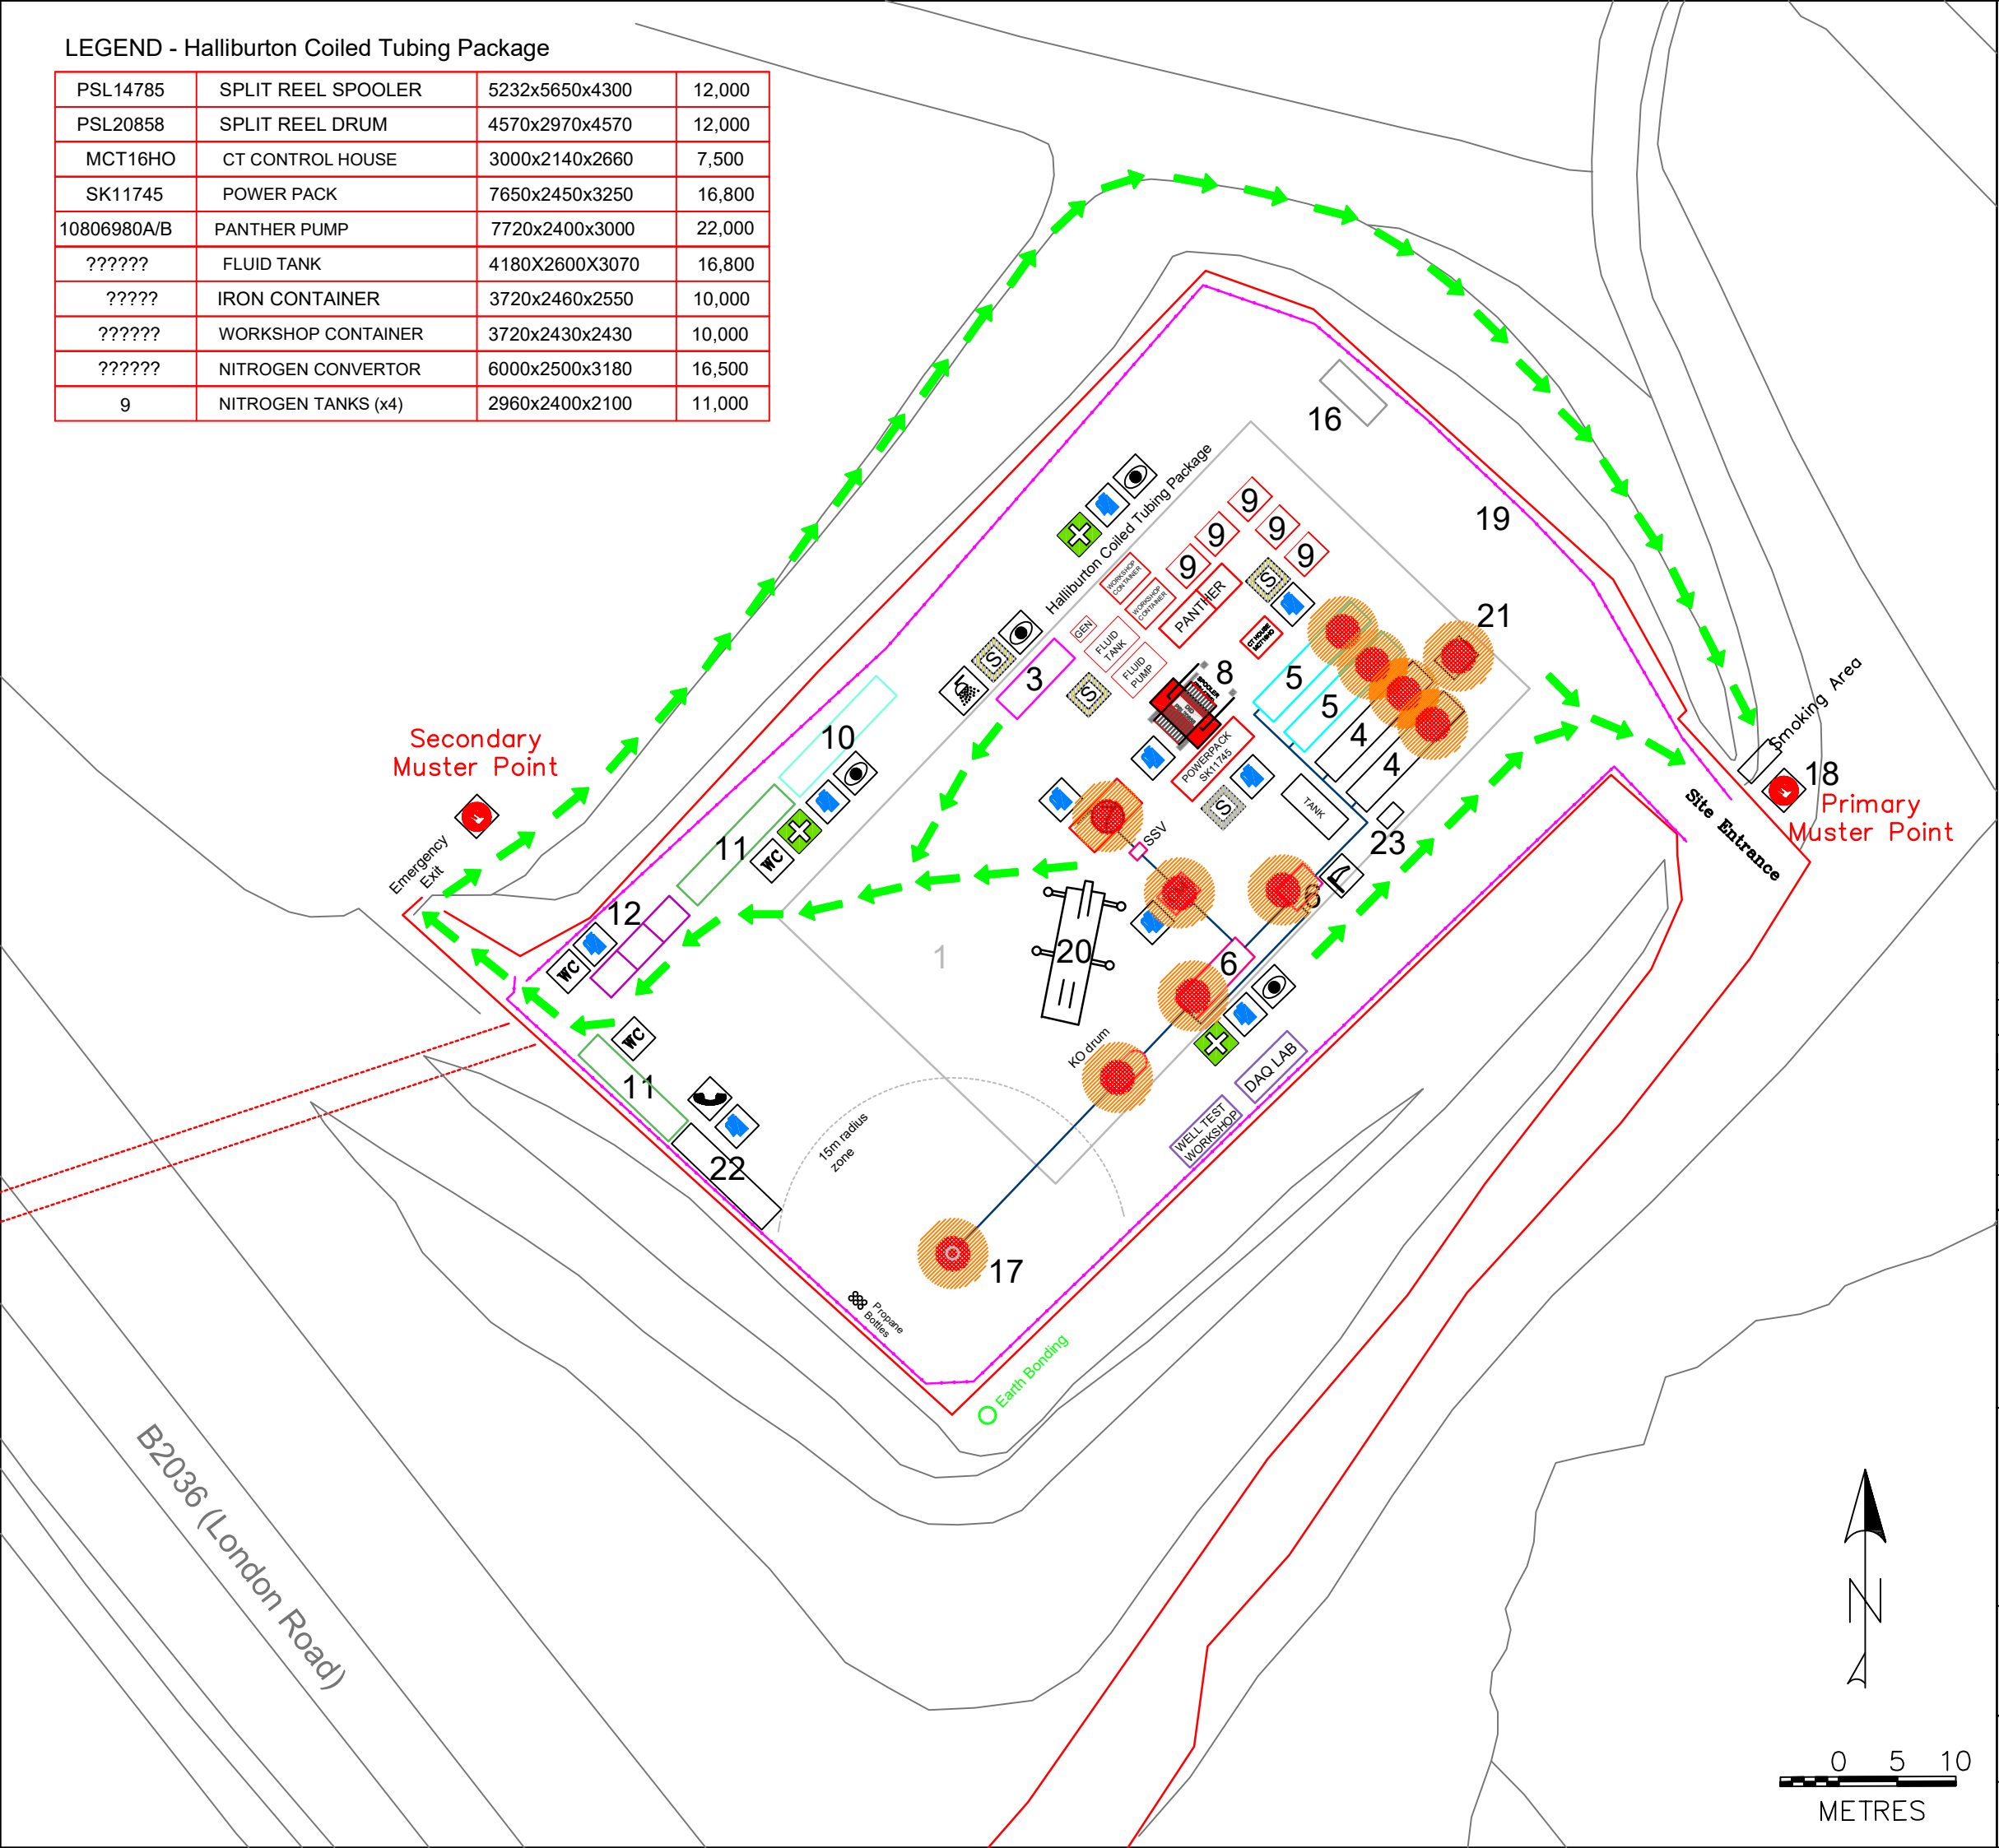 LEGEND - Halliburton Coiled Tubing Package
PSL14785 SPLIT REEL SPOOLER 5232x5650x4300 12,000
PSL20858 SPLIT REEL DRUM 4570x2970x4570 12,000
MCT16HO CT CONTROL HOUSE 3000x2140x2660 7,500
SK11745 POWER PACK 7650x2450x3250 16,800
10806980A/B PANTHER PUMP 7720x2400x3000 22,000
?????? FLUID TANK 4180X2600X3070 16,800
????? IRON CONTAINER 3720x2460x2550 10,000
?????? WORKSHOP CONTAINER 3720x2430x2430 10,000
?????? NITROGEN CONVERTOR 6000x2500x3180 16,500
9 NITROGEN TANKS (x4) 2960x2400x2100 11,000
16
Halliburton Coiled Tubing Package
9
9
9
9
9
19
WORKSHOP
CONTAINER
WORKSHOP
CONTAINER
PANTHER
S
GEN
FLUID
TANK
FLUID
PUMP
CT HOUSE
21
S
3
S
8
SPOOLER
5
5
4
4
10
POWERPACK
SK11745
S
TANK
23
Smoking Area
18
Primary
Muster Point
Site Entrance
Secondary
Muster Point
Emergency
Exit
11
WC
12
WC
SSV
6
6
20
1
WC
11
KO drum
DAQ LAB
WELL TEST
WORKSHOP
15m radius
zone
22
17
Propane
Bottles
Earth Bonding
B2036 (London Road)
N
0 5 10
METRES